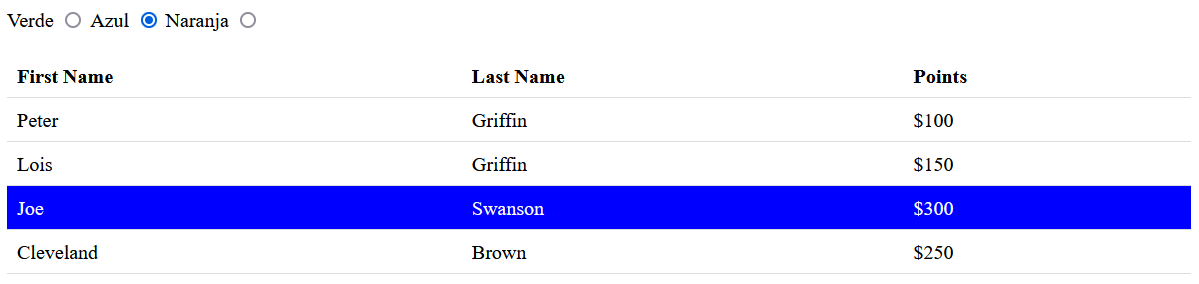 Verde Azul Naranja
First Name Last Name Points
Peter Griffin $100
Lois Griffin $150
Joe Swanson $300
Cleveland Brown $250